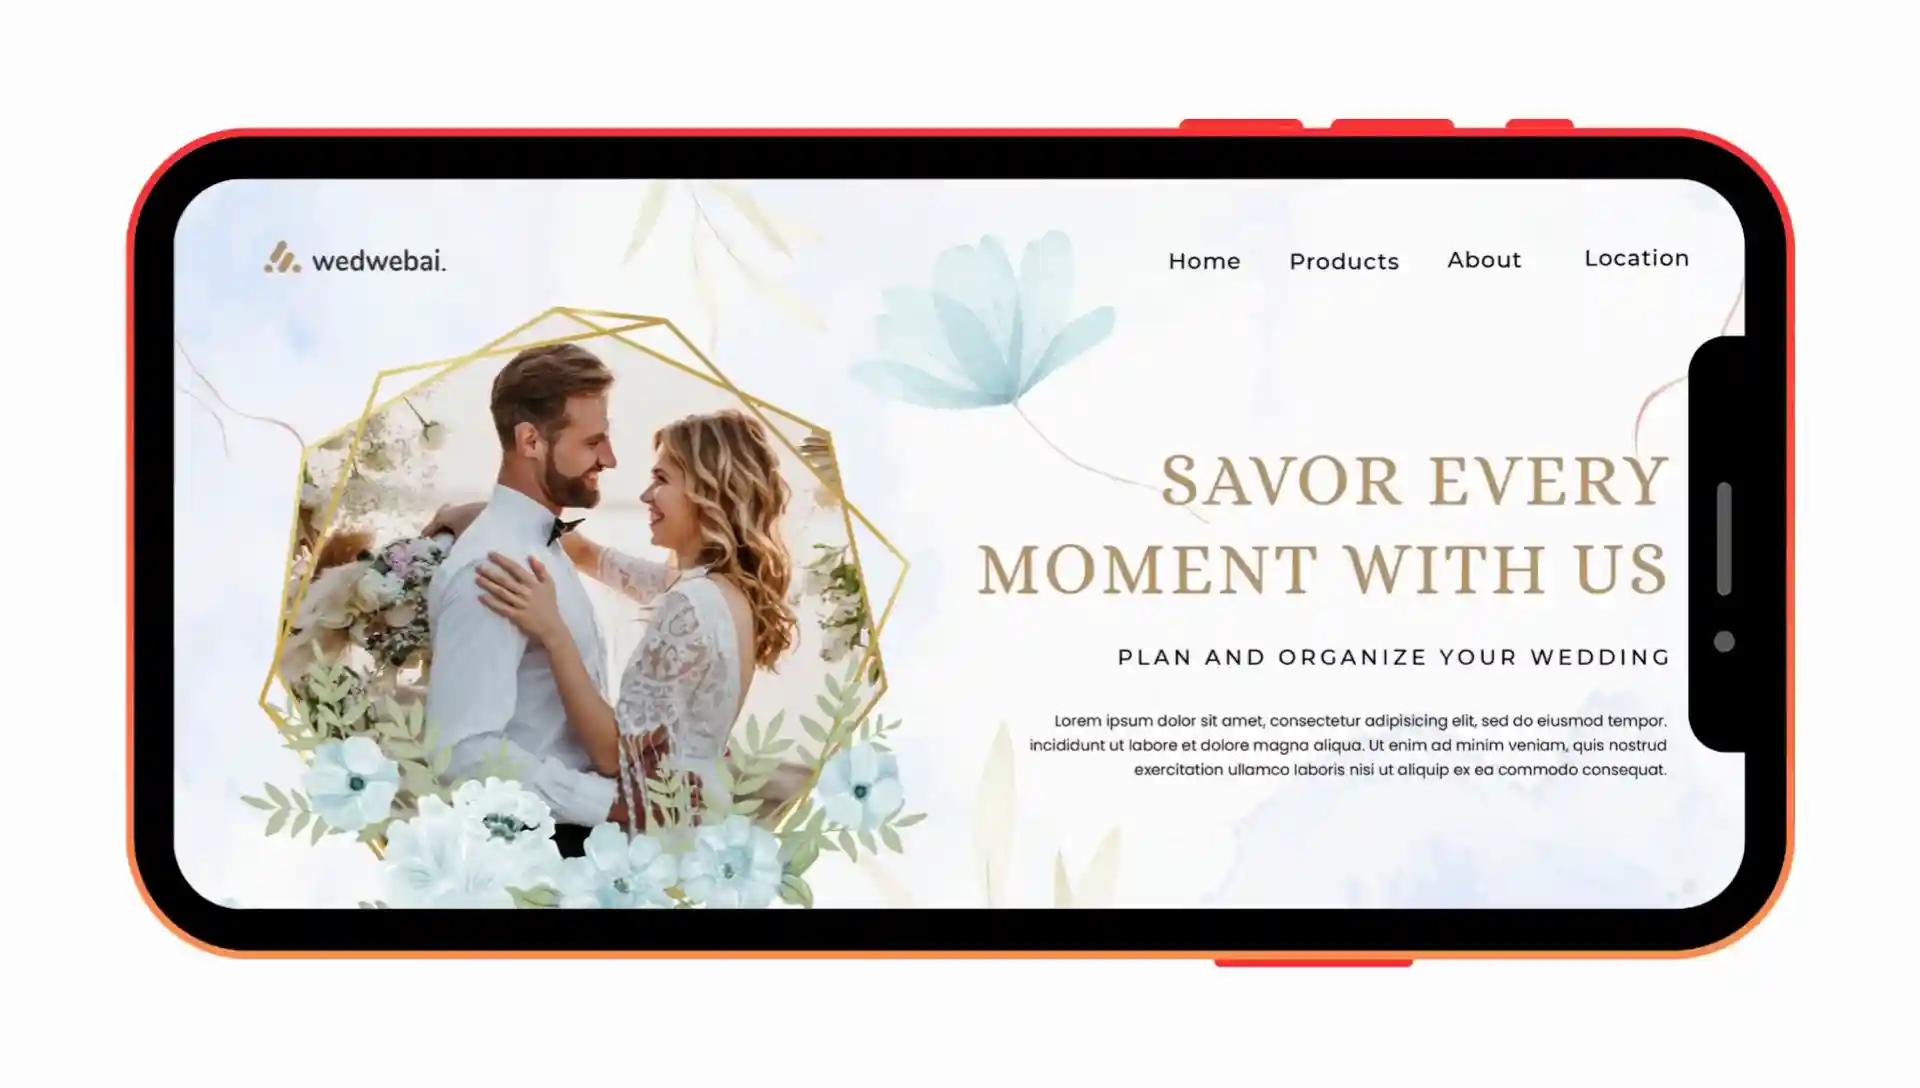 wedwebai.
Home Products About Location
SAVOR EVERY
MOMENT WITH US
PLAN AND ORGANIZE YOUR WEDDING
Lorem ipsum dolor sit amet, consectetur adipisicing elit, sed do eiusmod tempor.
incididunt ut labore et dolore magna aliqua. Ut enim ad minim veniam, quis nostrud
exercitation ullamco laboris nisi ut aliquip ex ea commodo consequat.